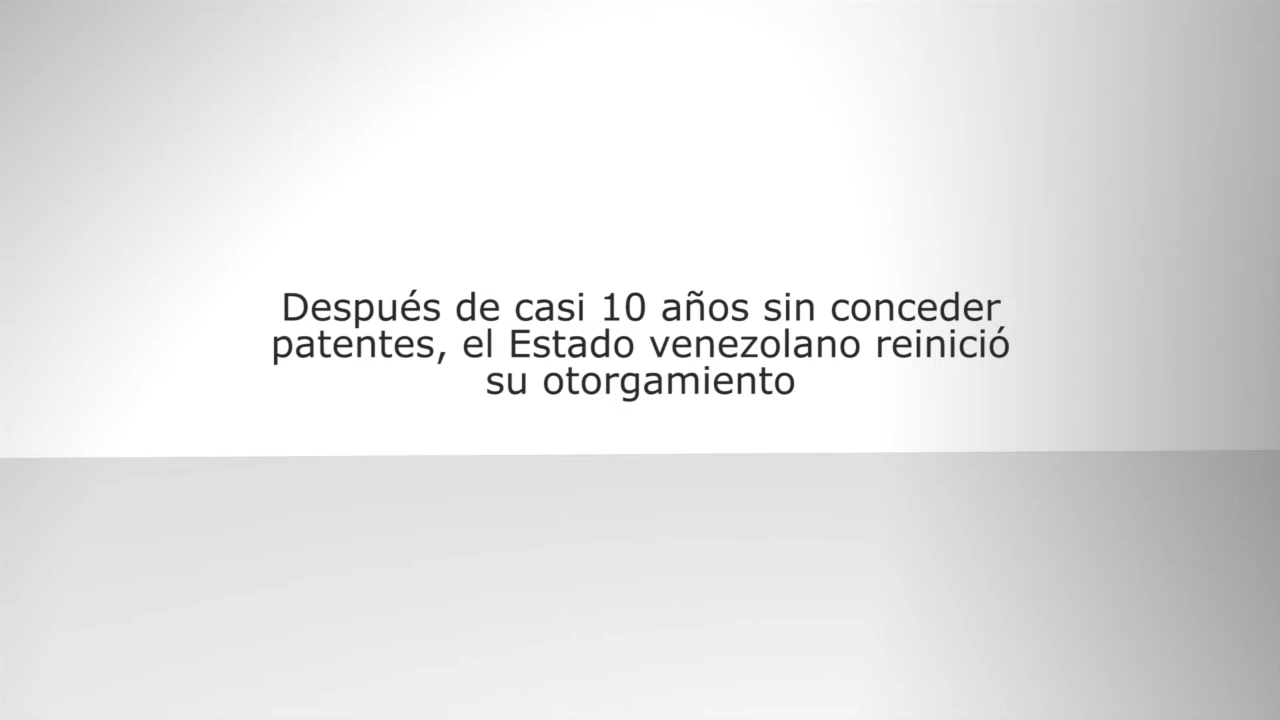 Después de casi 10 años sin conceder
patentes, el Estado venezolano reinició
su otorgamiento